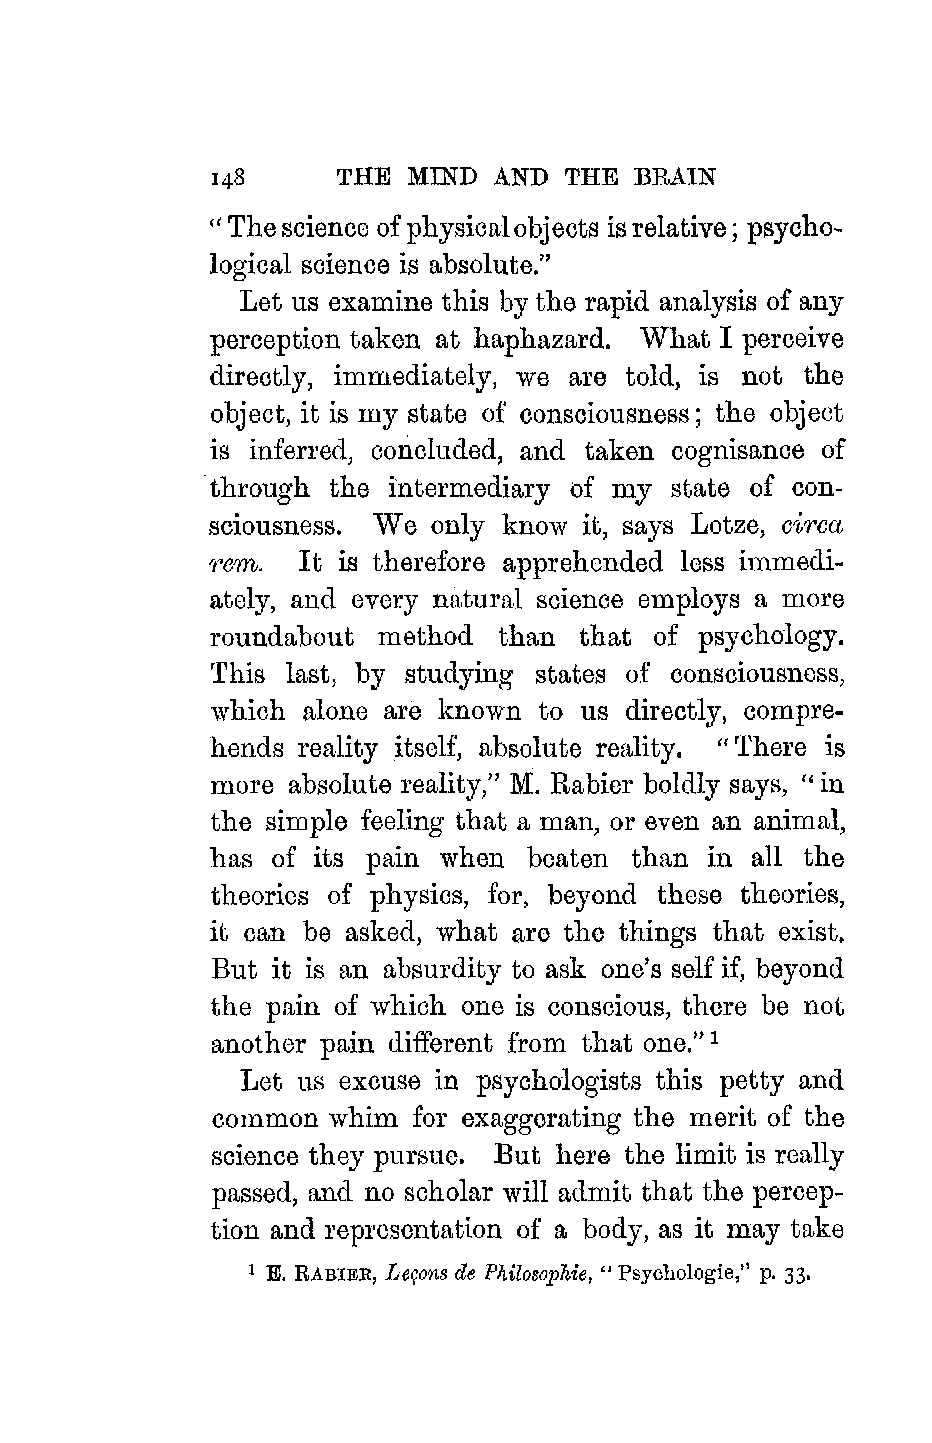 148 THE MIND AND THE BRAIN
“The science of physical objects is relative; psycho-
logical science is absolute.”
Let us examine this by the rapid analysis of any
perception taken at haphazard. What I perceive
directly, immediately, we are told, is not the
object, it is my state of consciousness; the object
is inferred, concluded, and taken cognisance of
through the intermediary of my state of con-
sciousness. We only know it, says Lotze, circa
rem. It is therefore apprehended less immedi-
ately, and every natural science employs a more
roundabout method than that of psychology.
This last, by studying states of consciousness,
which alone are known to us directly, compre-
hends reality itself, absolute reality. “There is
more absolute reality,” M. Rabier boldly says, “in
the simple feeling that a man, or even an animal,
has of its pain when beaten than in all the
theories of physics, for, beyond these theories,
it can be asked, what are the things that exist.
But it is an absurdity to ask one’s self if, beyond
the pain of which one is conscious, there be not
another pain different from that one.” 1
Let us excuse in psychologists this petty and
common whim for exaggerating the merit of the
science they pursue. But here the limit is really
passed, and no scholar will admit that the percep-
tion and representation of a body, as it may take
1 E. RABIER, Leçons de Philosophie, “Psychologie,” p. 33.